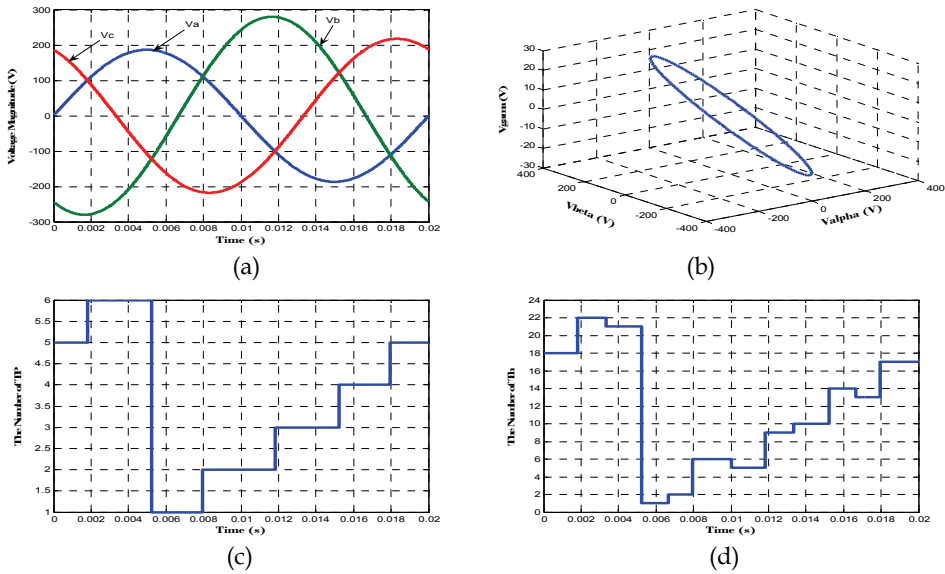 300
200
100
0
-100
-200
-300
Voltage Magnitude (V)
Vc
Va
Vb
0 0.002 0.004 0.006 0.008 0.01 0.012 0.014 0.016 0.018 0.02
Time (s)
(a)
30
20
10
0
-10
-20
-30
(V)
400 200 0 -200 -400
Vbeta (V)
-400 -200 0 200 400
Valpha (V)
(b)
6
5.5
5
4.5
4
3.5
3
2.5
2
1.5
1
The Number of TP
0 0.002 0.004 0.006 0.008 0.01 0.012 0.014 0.016 0.018 0.02
Time (s)
(c)
24
22
20
18
16
14
12
10
8
6
4
2
0
The Number of Th
0 0.002 0.004 0.006 0.008 0.01 0.012 0.014 0.016 0.018 0.02
Time (s)
(d)